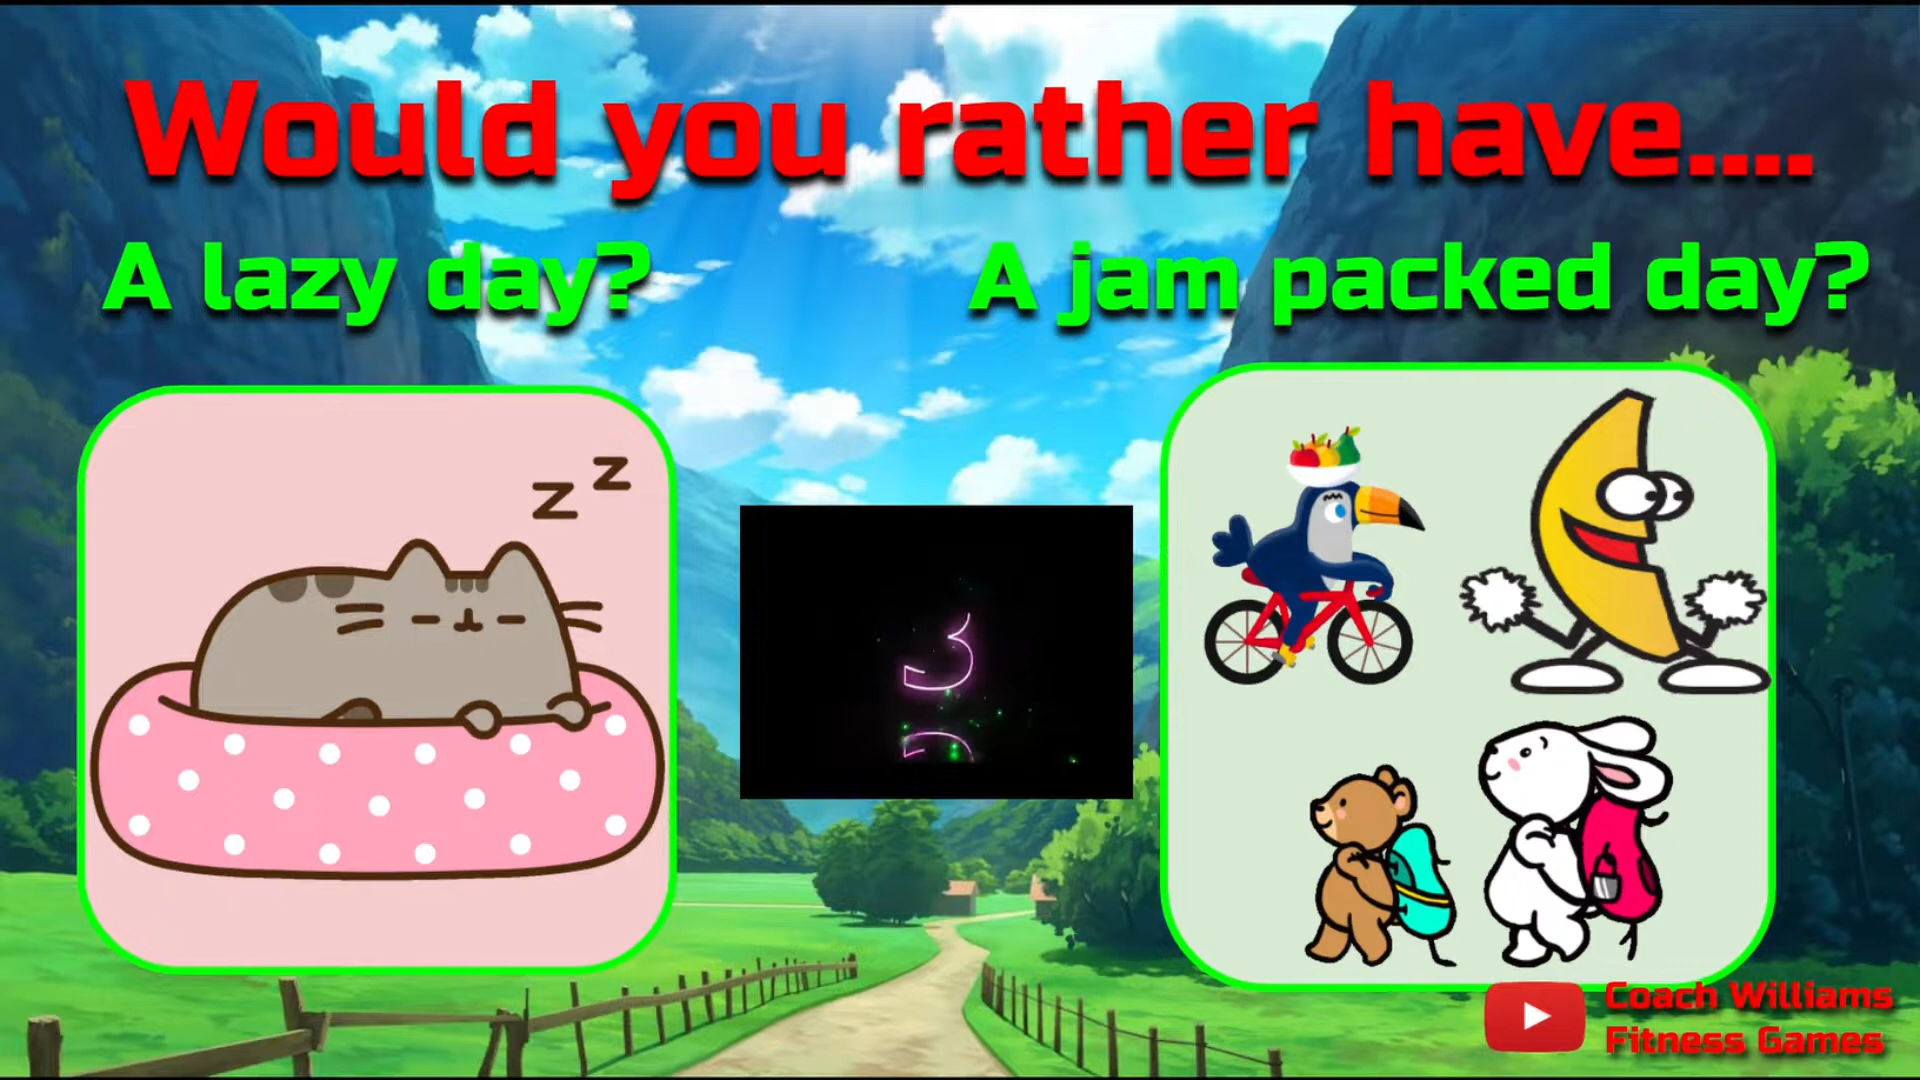 Would you rather have....
A lazy day?
A jam packed day?
z z
Coach Williams
Fitness Games